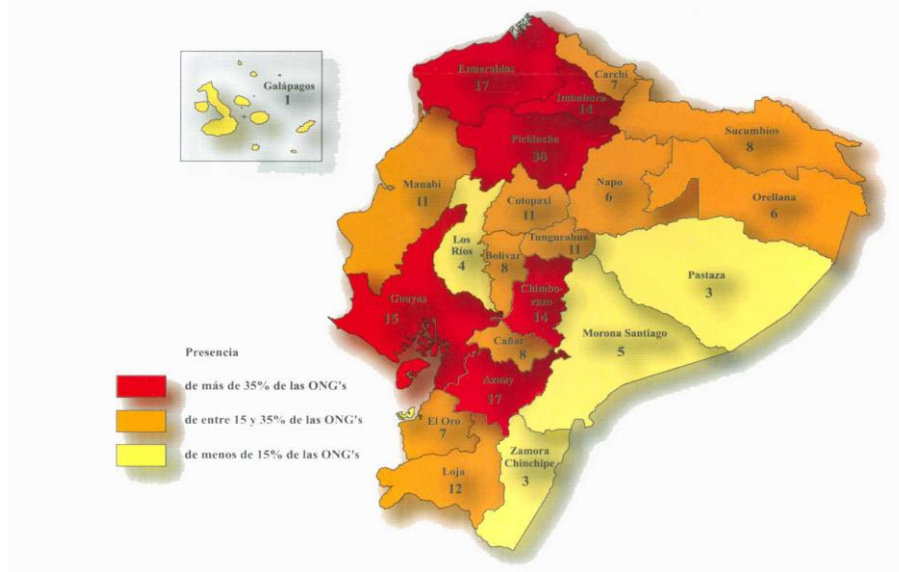 Galápagos
1
Esmeraldas
17
Carchi
7
Imbabura
Pichincha
30
Sucumbios
8
Manabi
11
Cotopaxi
11
Napo
6
Orellana
6
Los
Ríos
4
Bolívar
8
Tungurahua
11
Pastaza
3
Guayas
15
Chimbo-
razo
14
Morona Santiago
5
Cañar
8
Azuay
17
El Oro
7
Zamora
Chinchipe
3
Loja
12
Presencia
de más de 35% de las ONG's
de entre 15 y 35% de las ONG's
de menos de 15% de las ONG's